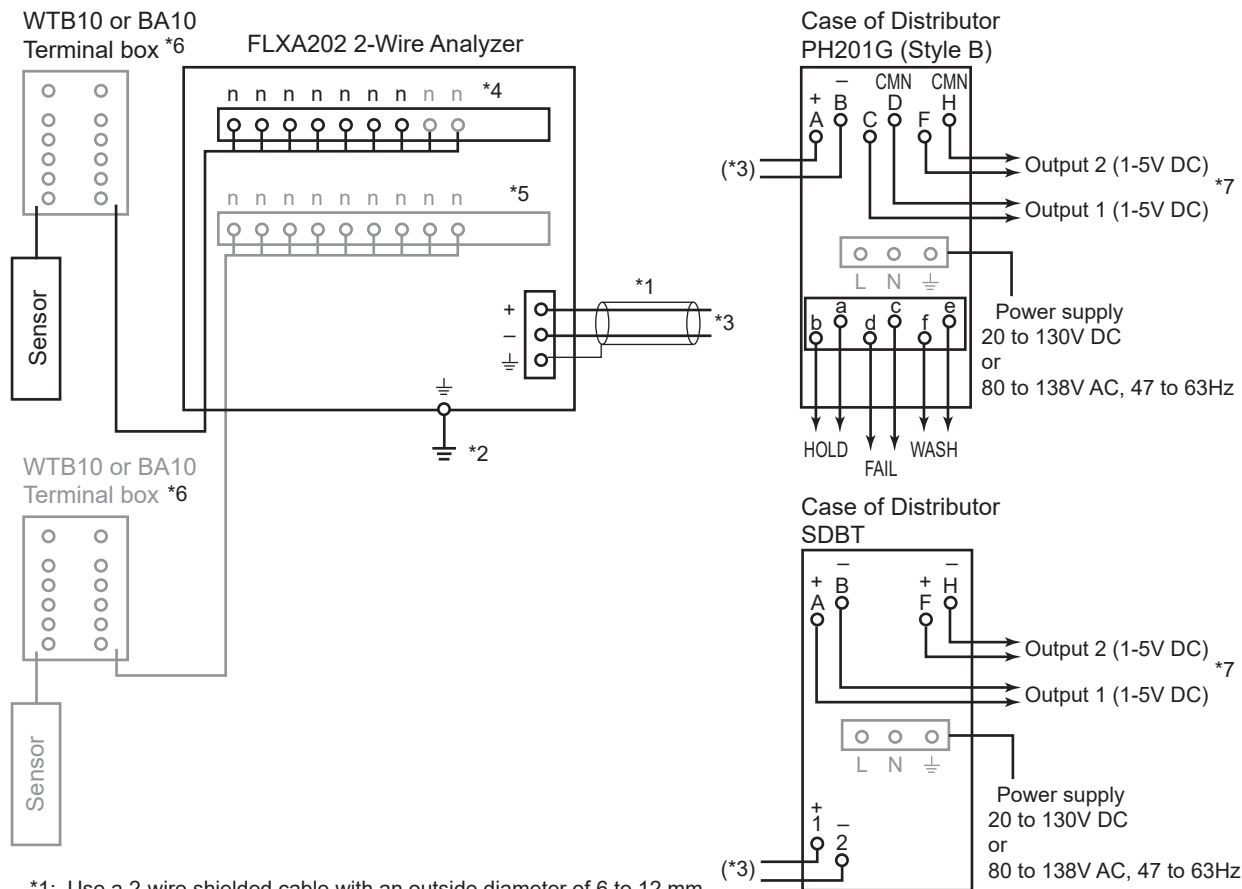 WTB10 or BA10
Terminal box *6
FLXA202 2-Wire Analyzer
n n n n n n n n *4
n n n n n n n n *5
Sensor
+
–
*1
*3
*2
WTB10 or BA10
Terminal box *6
Sensor
Case of Distributor
PH201G (Style B)
– CMN CMN
+ B D H
A C F
(*3)
Output 2 (1-5V DC)
*7
Output 1 (1-5V DC)
L N
Power supply
20 to 130V DC
or
80 to 138V AC, 47 to 63Hz
a c e
b d f
HOLD FAIL WASH
Case of Distributor
SDBT
– –
+ B + H
A F
Output 2 (1-5V DC)
*7
Output 1 (1-5V DC)
L N
Power supply
20 to 130V DC
or
80 to 138V AC, 47 to 63Hz
+
1 –
2
(*3)
*1: Use a 2-wire shielded cable with an outside diameter of 6 to 12 mm.